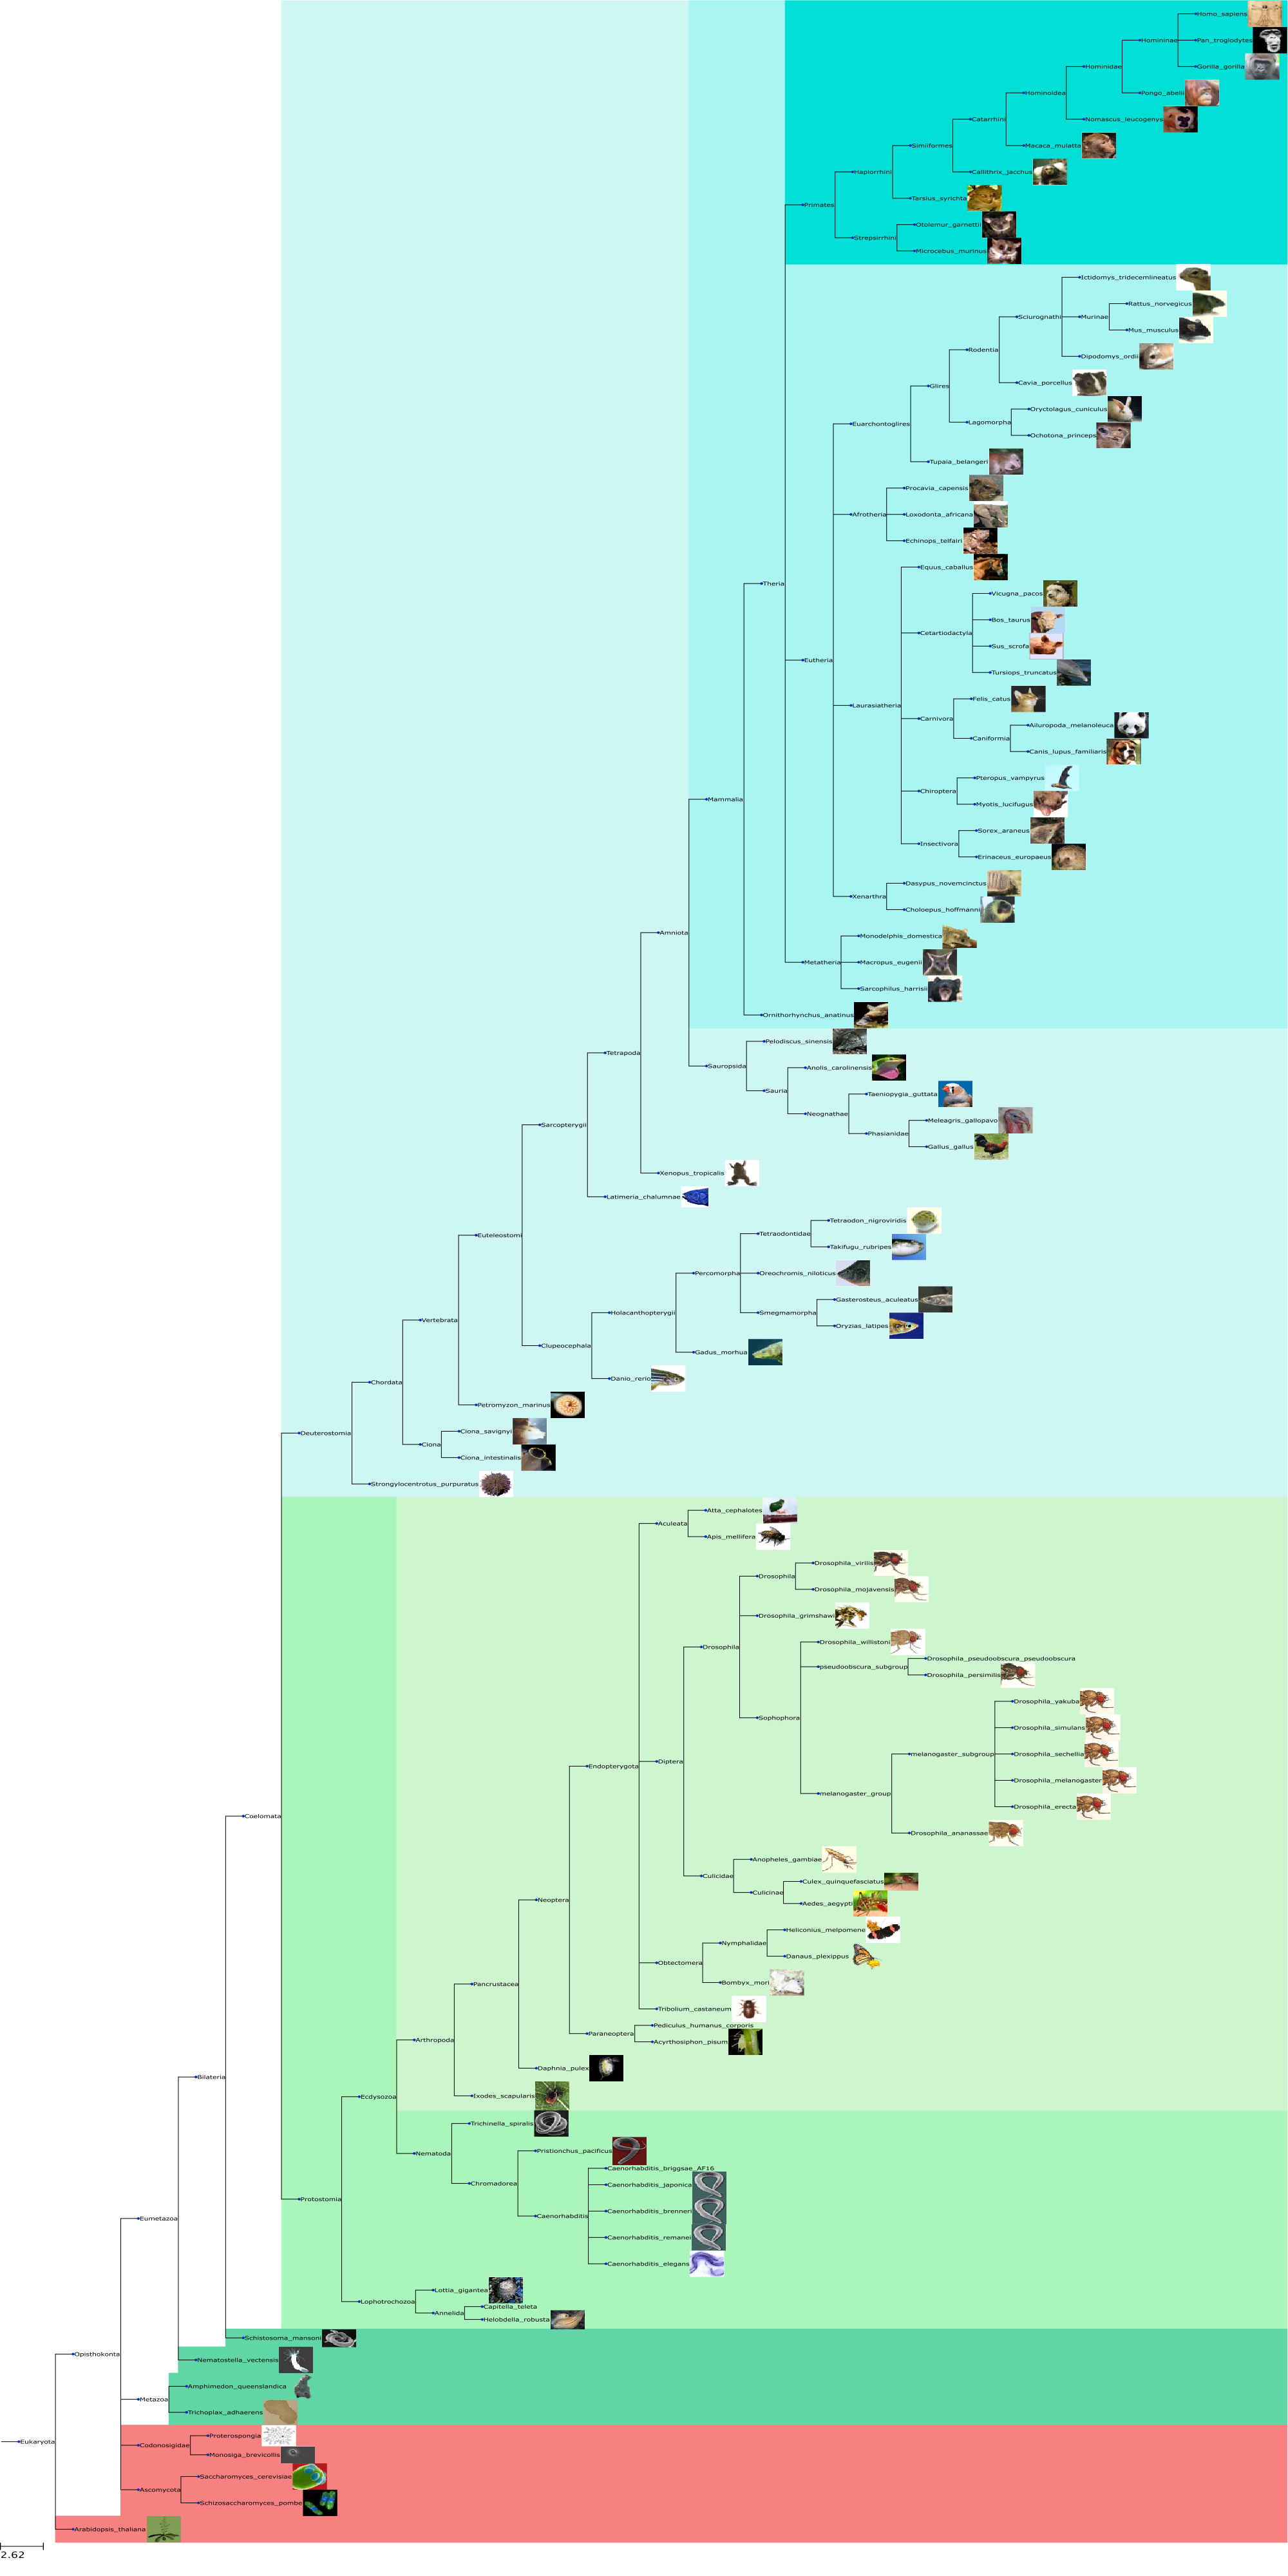 Homo_sapiens
Homininae
Pan_troglodytes
Hominidae
Gorilla_gorilla
Hominoidea
Pongo_abelii
Catarrhini
Nomascus_leucogenys
Simiiformes
Macaca_mulatta
Haplorrhini
Callithrix_jacchus
Tarsius_syrichta
Primates
Otolemur_garnettii
Strepsirrhini
Microcebus_murinus
Ictidomys_tridecemlineatus
Rattus_norvegicus
Sciurognathi
Murinae
Mus_musculus
Rodentia
Dipodomys_ordii
Glires
Cavia_porcellus
Oryctolagus_cuniculus
Euarchontoglires
Lagomorpha
Ochotona_princeps
Tupaia_belangeri
Procavia_capensis
Afrotheria
Loxodonta_africana
Echinops_telfairi
Equus_caballus
Theria
Vicugna_pacos
Bos_taurus
Cetartiodactyla
Sus_scrofa
Eutheria
Tursiops_truncatus
Felis_catus
Laurasiatheria
Carnivora
Ailuropoda_melanoleuca
Caniformia
Canis_lupus_familiaris
Pteropus_vampyrus
Chiroptera
Mammalia
Myotis_lucifugus
Sorex_araneus
Insectivora
Erinaceus_europaeus
Dasypus_novemcinctus
Xenarthra
Choloepus_hoffmanni
Amniota
Monodelphis_domestica
Metatheria
Macropus_eugenii
Sarcophilus_harrisii
Ornithorhynchus_anatinus
Pelodiscus_sinensis
Tetrapoda
Sauropsida
Anolis_carolinensis
Sauria
Taeniopygia_guttata
Neognathae
Meleagris_gallopavo
Sarcopterygii
Phasianidae
Gallus_gallus
Xenopus_tropicalis
Latimeria_chalumnae
Tetraodon_nigroviridis
Euteleostomi
Tetraodontidae
Takifugu_rubripes
Percomorpha
Oreochromis_niloticus
Gasterosteus_aculeatus
Holacanthopterygii
Smegmamorpha
Vertebrata
Oryzias_latipes
Clupeocephala
Gadus_morhua
Danio_rerio
Chordata
Petromyzon_marinus
Ciona_savignyi
Deuterostomia
Ciona
Ciona_intestinalis
Strongylocentrotus_purpuratus
Atta_cephalotes
Aculeata
Apis_mellifera
Drosophila_virilis
Drosophila
Drosophila_mojavensis
Drosophila_grimshawi
Drosophila_willistoni
Drosophila
Drosophila_pseudoobscura_pseudoobscura
pseudoobscura_subgroup
Drosophila_persimilis
Drosophila_yakuba
Sophophora
Drosophila_simulans
melanogaster_subgroup
Drosophila_sechellia
Diptera
Endopterygota
Drosophila_melanogaster
melanogaster_group
Drosophila_erecta
Coelomata
Drosophila_ananassae
Anopheles_gambiae
Culicidae
Culex_quinquefasciatus
Culicinae
Neoptera
Aedes_aegypti
Heliconius_melpomene
Nymphalidae
Danaus_plexippus
Obtectomera
Bombyx_mori
Pancrustacea
Tribolium_castaneum
Pediculus_humanus_corporis
Paraneoptera
Arthropoda
Acyrthosiphon_pisum
Daphnia_pulex
Bilateria
Ecdysozoa
Ixodes_scapularis
Trichinella_spiralis
Nematoda
Pristionchus_pacificus
Caenorhabditis_briggsae_AF16
Chromadorea
Caenorhabditis_japonica
Protostomia
Caenorhabditis_brenneri
Caenorhabditis
Eumetazoa
Caenorhabditis_remanei
Caenorhabditis_elegans
Lottia_gigantea
Lophotrochozoa
Capitella_teleta
Annelida
Helobdella_robusta
Schistosoma_mansoni
Opisthokonta
Nematostella_vectensis
Amphimedon_queenslandica
Metazoa
Trichoplax_adhaerens
Proterospongia
Eukaryota
Codonosigidae
Monosiga_brevicollis
Saccharomyces_cerevisiae
Ascomycota
Schizosaccharomyces_pombe
Arabidopsis_thaliana
2.62